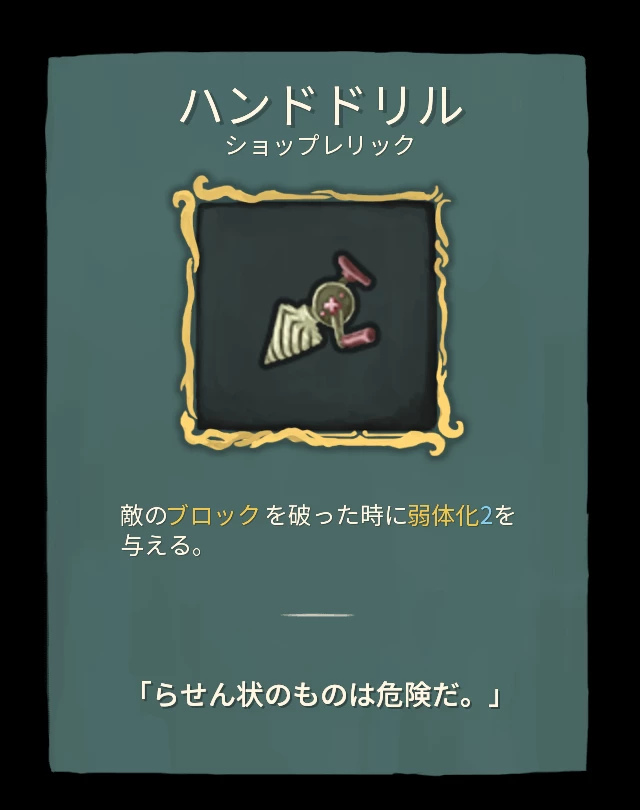 ハンドドリル
ショップレリック
敵のブロックを破った時に弱体化2を
与える。
「らせん状のものは危険だ。」